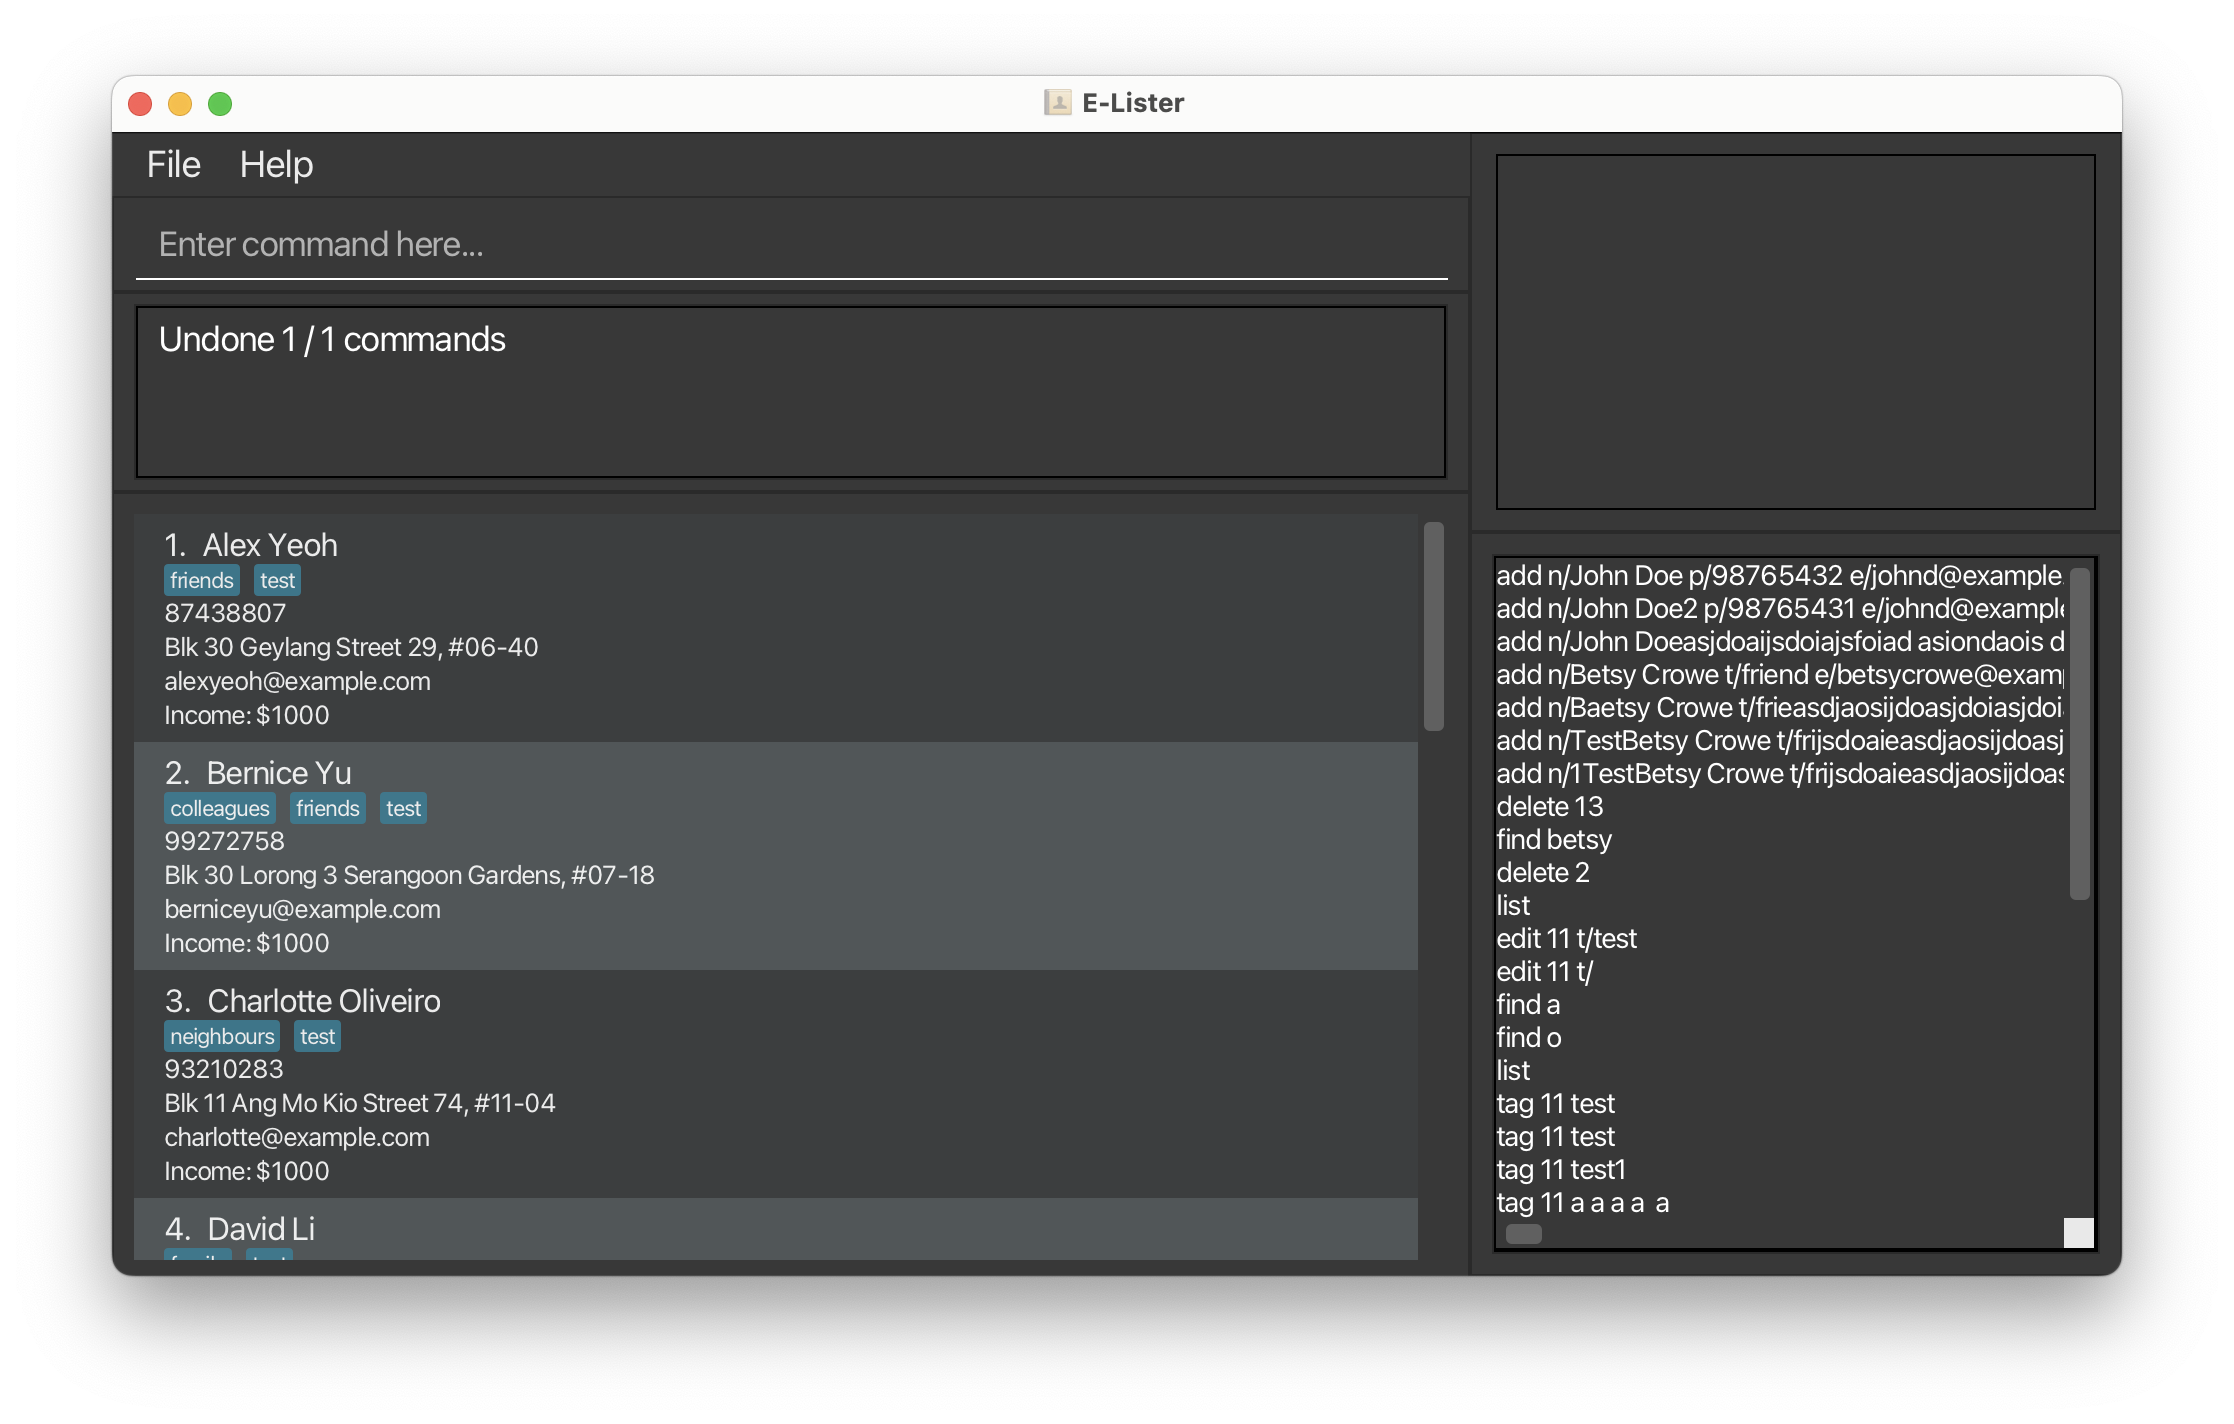 E-Lister
File Help
Enter command here...
Undone 1 / 1 commands
1. Alex Yeoh
friends test
87438807
Blk 30 Geylang Street 29, #06-40
alexyeoh@example.com
Income: $1000
2. Bernice Yu
colleagues friends test
99272758
Blk 30 Lorong 3 Serangoon Gardens, #07-18
berniceyu@example.com
Income: $1000
3. Charlotte Oliveiro
neighbours test
93210283
Blk 11 Ang Mo Kio Street 74, #11-04
charlotte@example.com
Income: $1000
4. David Li
add n/John Doe p/98765432 e/johnd@example.
add n/John Doe2 p/98765431 e/johnd@example
add n/John Doeasjdoaijsdoiajsfoiad asiondaois d
add n/Betsy Crowe t/friend e/betsycrowe@exam
add n/Baetsy Crowe t/frieasdjaosijdoasjdoiasjdoi
add n/TestBetsy Crowe t/frijsdoaieasdjaosijdoasj
add n/1TestBetsy Crowe t/frijsdoaieasdjaosijdoas
delete 13
find betsy
delete 2
list
edit 11 t/test
edit 11 t/
find a
find o
list
tag 11 test
tag 11 test
tag 11 test1
tag 11 a a a a  a